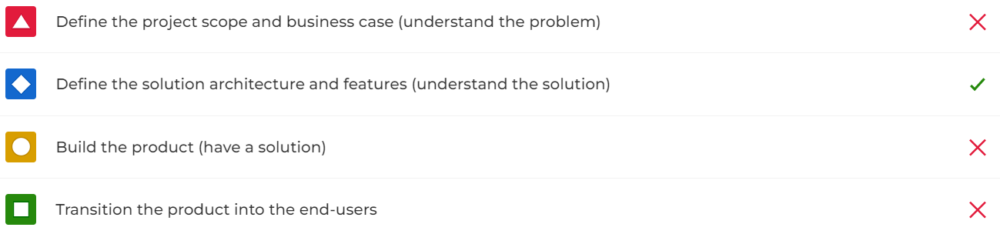 Define the project scope and business case (understand the problem)
Define the solution architecture and features (understand the solution)
Build the product (have a solution)
Transition the product into the end-users